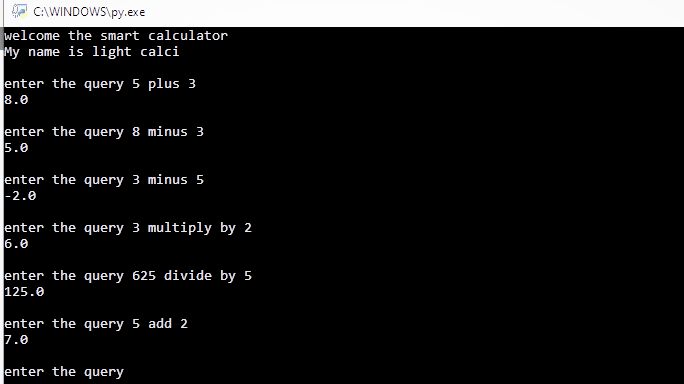 C:\WINDOWS\py.exe
welcome the smart calculator
My name is light calci
enter the query 5 plus 3
8.0
enter the query 8 minus 3
5.0
enter the query 3 minus 5
-2.0
enter the query 3 multiply by 2
6.0
enter the query 625 divide by 5
125.0
enter the query 5 add 2
7.0
enter the query